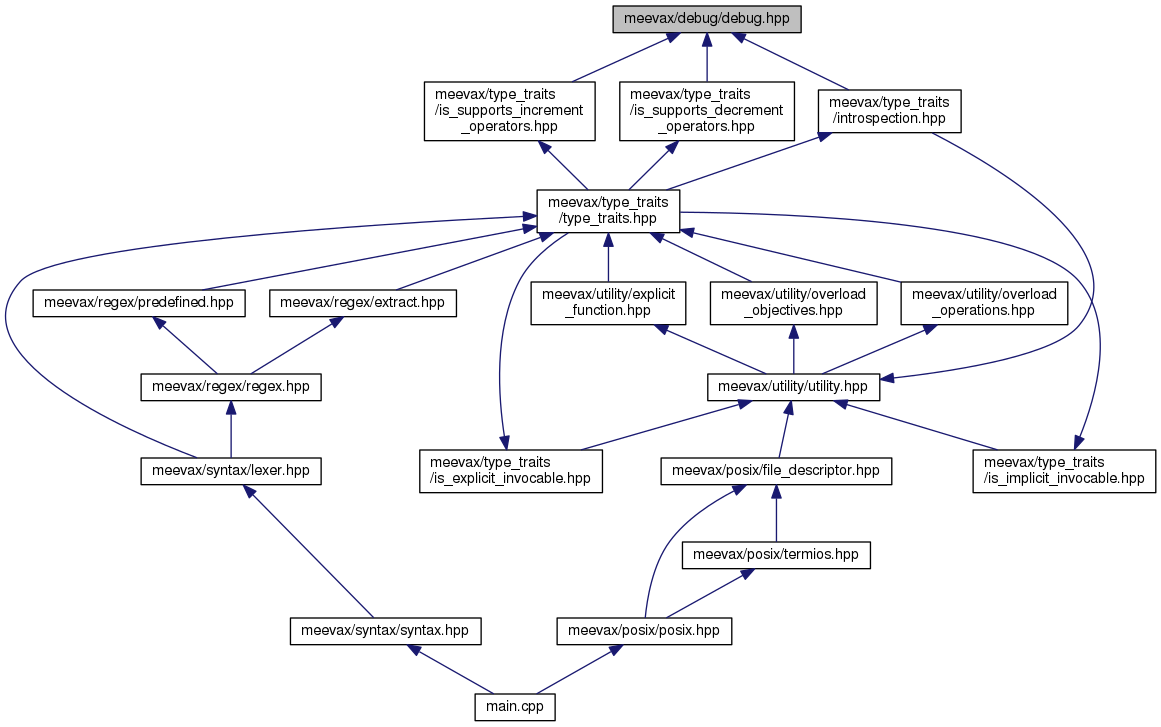 meevax/debug/debug.hpp
meevax/type_traits
/is_supports_increment
_operators.hpp
meevax/type_traits
/is_supports_decrement
_operators.hpp
meevax/type_traits
/introspection.hpp
meevax/type_traits
/type_traits.hpp
meevax/regex/predefined.hpp
meevax/regex/extract.hpp
meevax/utility/explicit
_function.hpp
meevax/utility/overload
_objectives.hpp
meevax/utility/overload
_operations.hpp
meevax/regex/regex.hpp
meevax/utility/utility.hpp
meevax/syntax/lexer.hpp
meevax/type_traits
/is_explicit_invocable.hpp
meevax/posix/file_descriptor.hpp
meevax/type_traits
/is_implicit_invocable.hpp
meevax/posix/termios.hpp
meevax/syntax/syntax.hpp
meevax/posix/posix.hpp
main.cpp